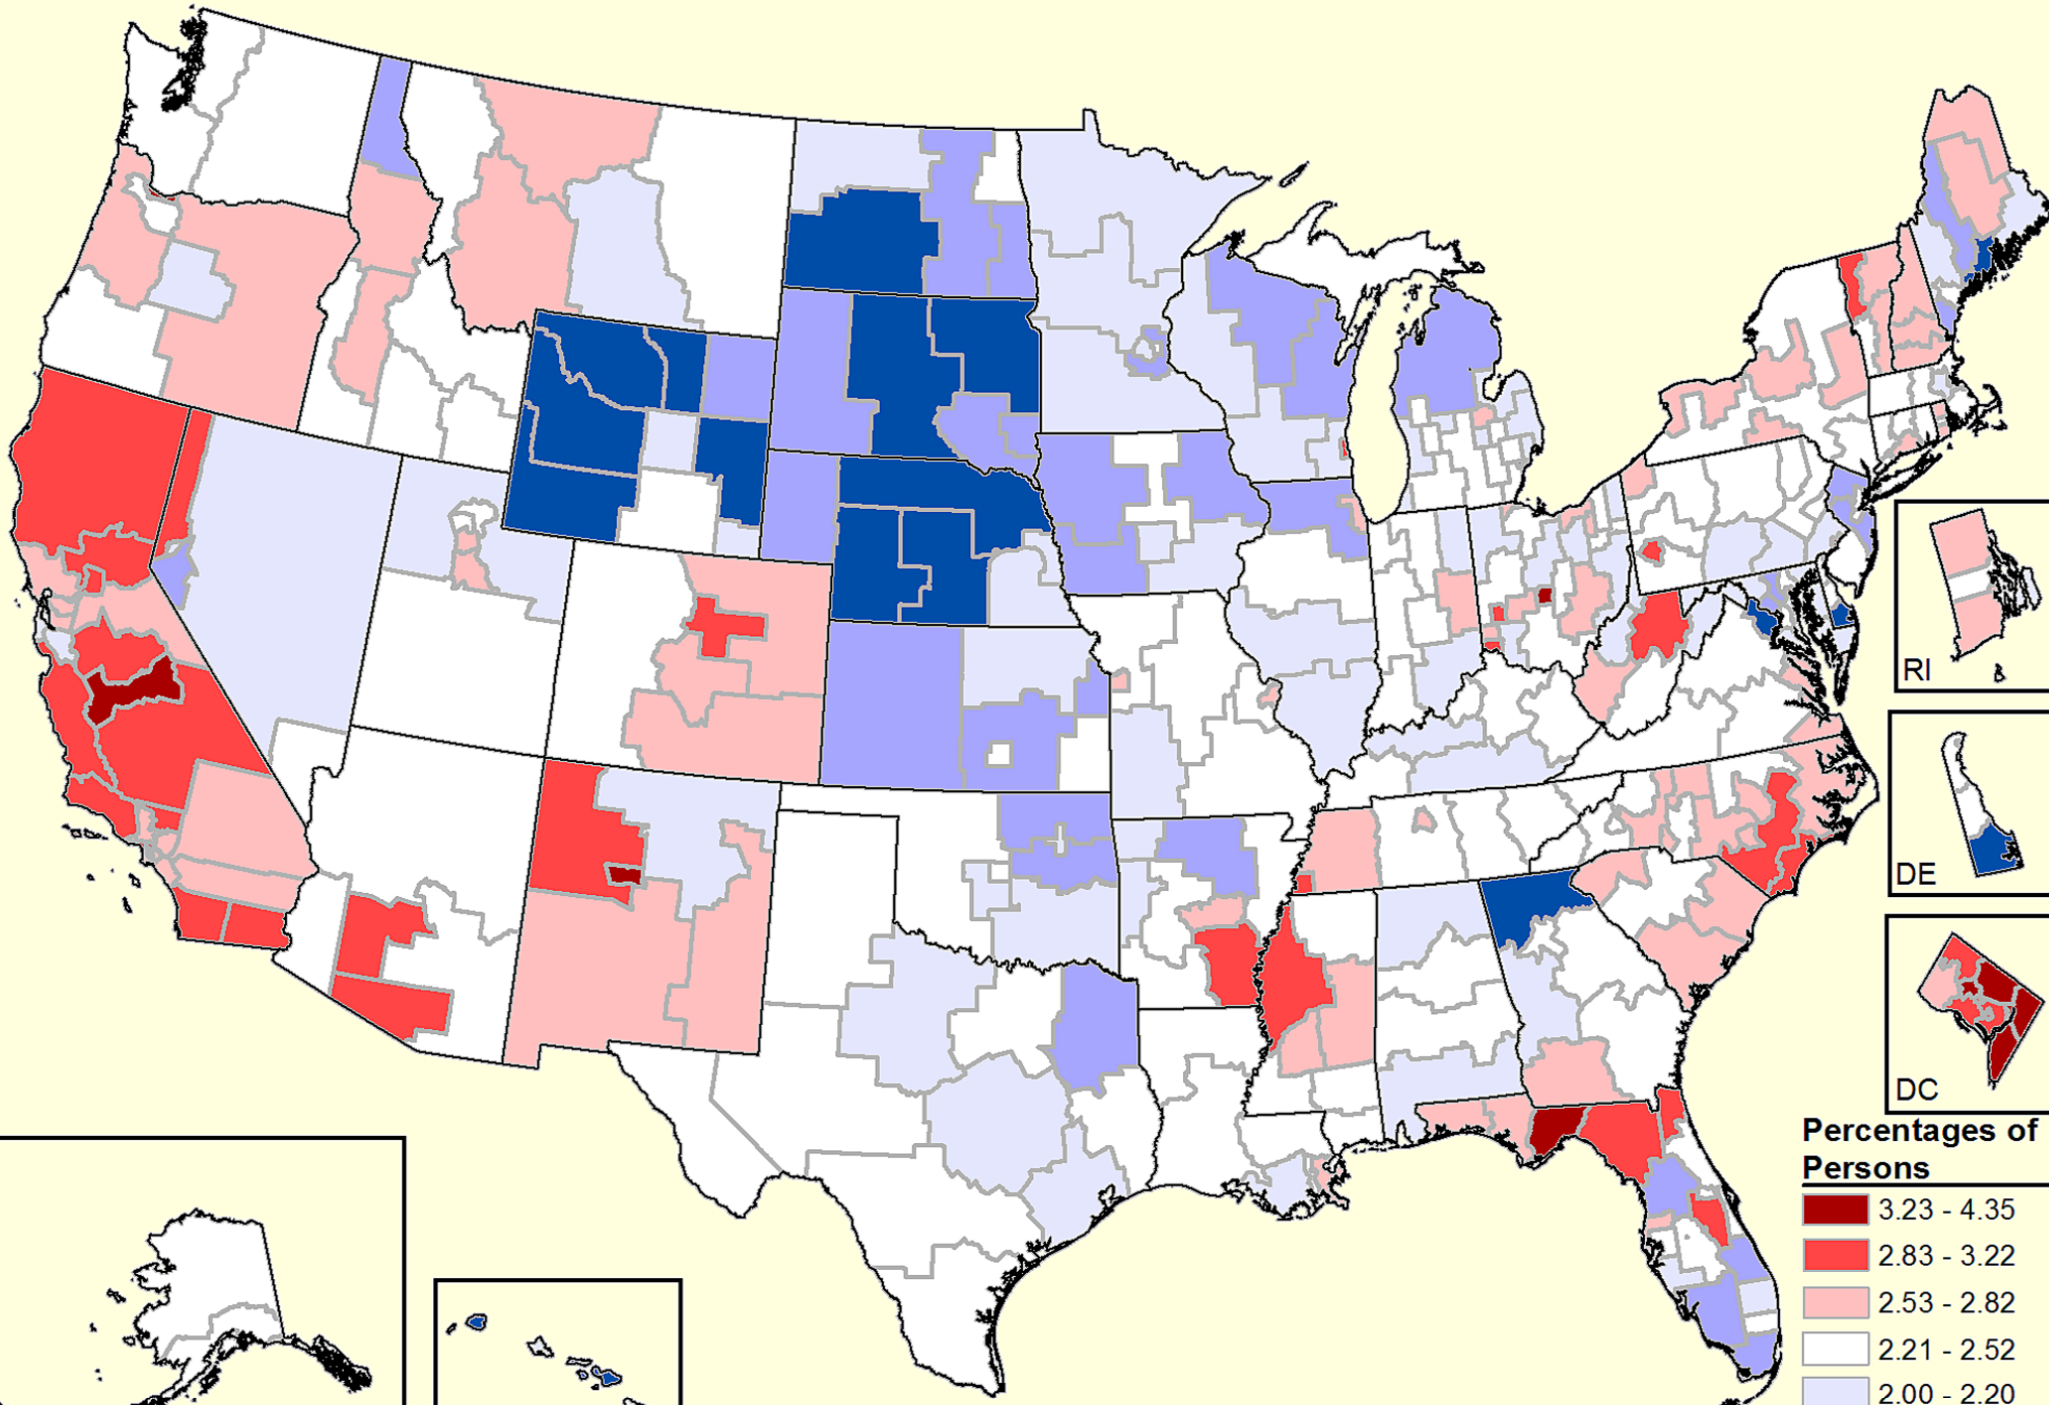 RI
DE
DC
Percentages of
Persons
3.23 - 4.35
2.83 - 3.22
2.53 - 2.82
2.21 - 2.52
2.00 - 2.20